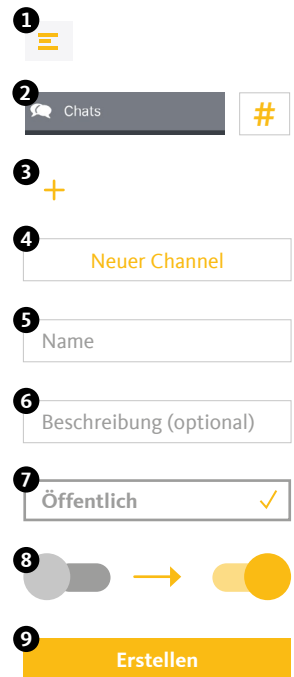 1
2
Chats
#
3
+
4
Neuer Channel
5
Name
6
Beschreibung (optional)
7
Öffentlich
8
9
Erstellen